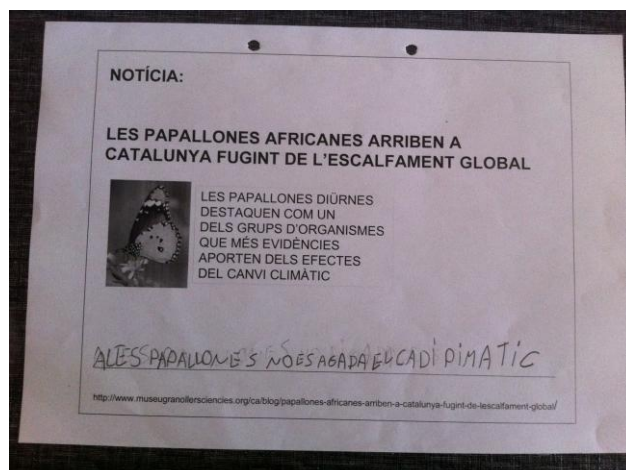 NOTÍCIA:
LES PAPALLONES AFRICANES ARRIBEN A
CATALUNYA FUGINT DE L'ESCALFAMENT GLOBAL
LES PAPALLONES DIÜRNES
DESTAQUEN COM UN
DELS GRUPS D'ORGANISMES
QUE MÉS EVIDÈNCIES
APORTEN DELS EFECTES
DEL CANVI CLIMÀTIC
ALESPAPALLONES NOESAGADA ELCADI PIMATIC
http://www.museugranollersciencies.org/ca/blog/papallones-africanes-arriben-a-catalunya-fugint-de-lescalfament-global/